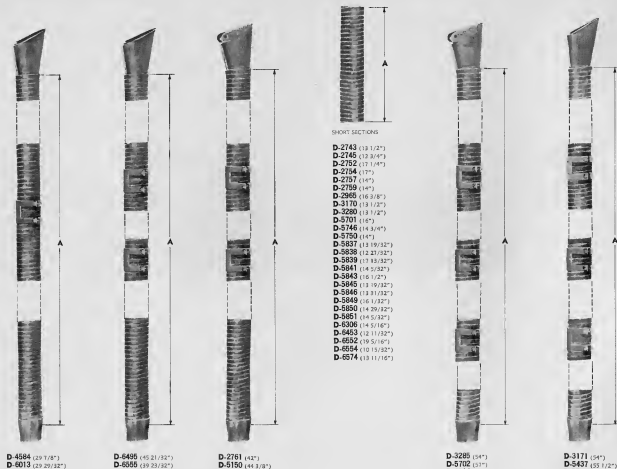 A
A
A
A
A
A
SHORT SECTIONS
D-2743 (13 1/2")
D-2745 (12 3/4")
D-2752 (17 1/4")
D-2754 (17")
D-2757 (14")
D-2759 (14")
D-2965 (16 3/8")
D-3170 (13 1/2")
D-3280 (13 1/2")
D-5701 (16")
D-5746 (14 3/4")
D-5750 (14")
D-5837 (13 19/32")
D-5838 (12 21/32")
D-5839 (17 23/32")
D-5841 (14 5/32")
D-5843 (16 1/2")
D-5845 (13 19/32")
D-5846 (13 31/32")
D-5849 (16 1/32")
D-5850 (14 29/32")
D-5851 (14 5/32")
D-6306 (14 5/16")
D-6453 (12 11/32")
D-6552 (19 5/16")
D-6554 (10 15/32")
D-6574 (13 11/16")
D-4584 (29 7/8")
D-6013 (29 29/32")
D-6495 (45 21/32")
D-6555 (39 23/32")
D-2761 (42")
D-5150 (44 3/8")
D-3285 (54")
D-5702 (57")
D-3171 (54")
D-5437 (55 1/2")